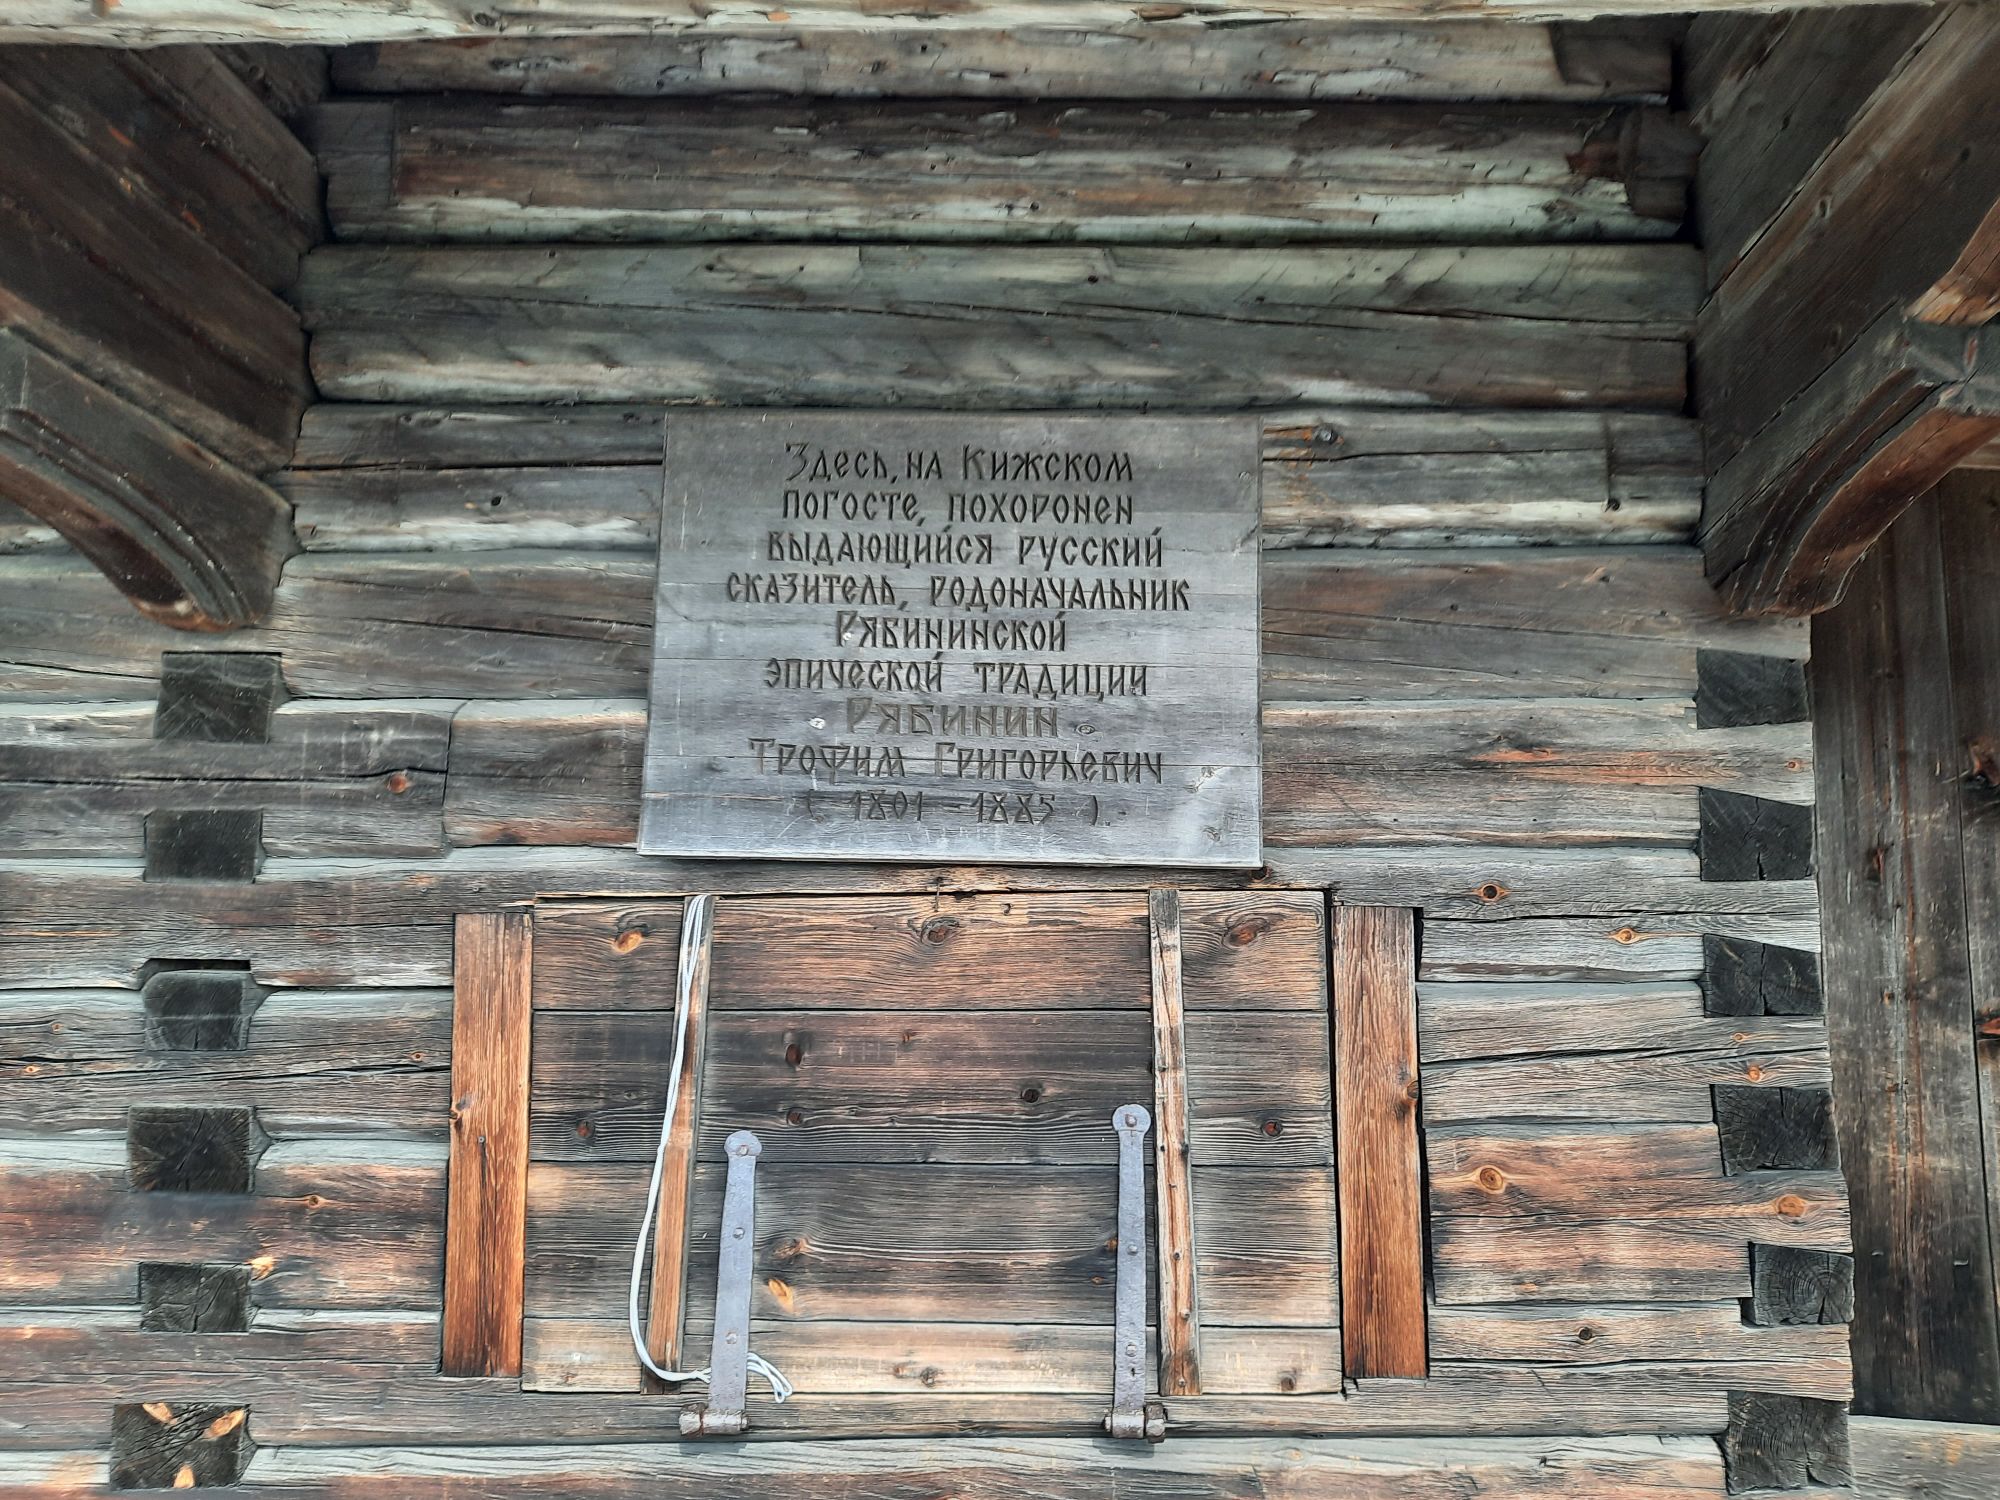 Здесь, на Кижском
погосте, похоронен
выдающийся русский
сказитель, родоначальник
Рябининской
эпической традиции
Рябинин
Трофим Григорьевич
( 1801 - 1885 ).